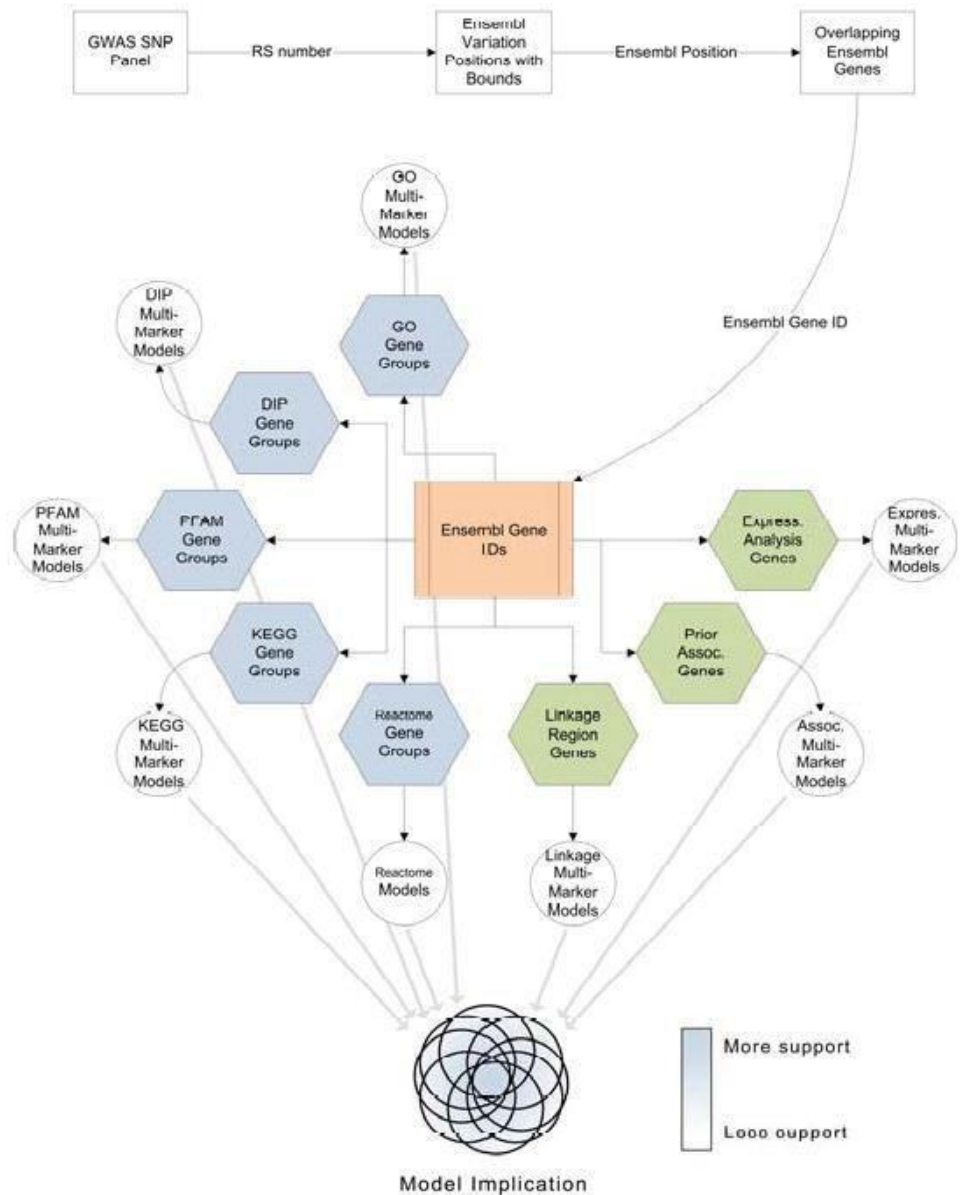 GWAS SNP
Panel
RS number
Ensembl
Variation
Positions with
Bounds
Ensembl Position
Overlapping
Ensembl
Genes
Ensembl Gene ID
GO
Multi-
Marker
Models
DIP
Multi-
Marker
Models
GO
Gene
Groups
DIP
Gene
Groups
PFAM
Multi-
Marker
Models
PFAM
Gene
Groups
Ensembl Gene
IDs
Express.
Analysis
Genes
Expres.
Multi-
Marker
Models
KEGG
Gene
Groups
Prior
Assoc.
Genes
KEGG
Multi-
Marker
Models
Reactome
Gene
Groups
Linkage
Region
Genes
Assoc.
Multi-
Marker
Models
Reactome
Models
Linkage
Multi-
Marker
Models
More support
Less support
Model Implication